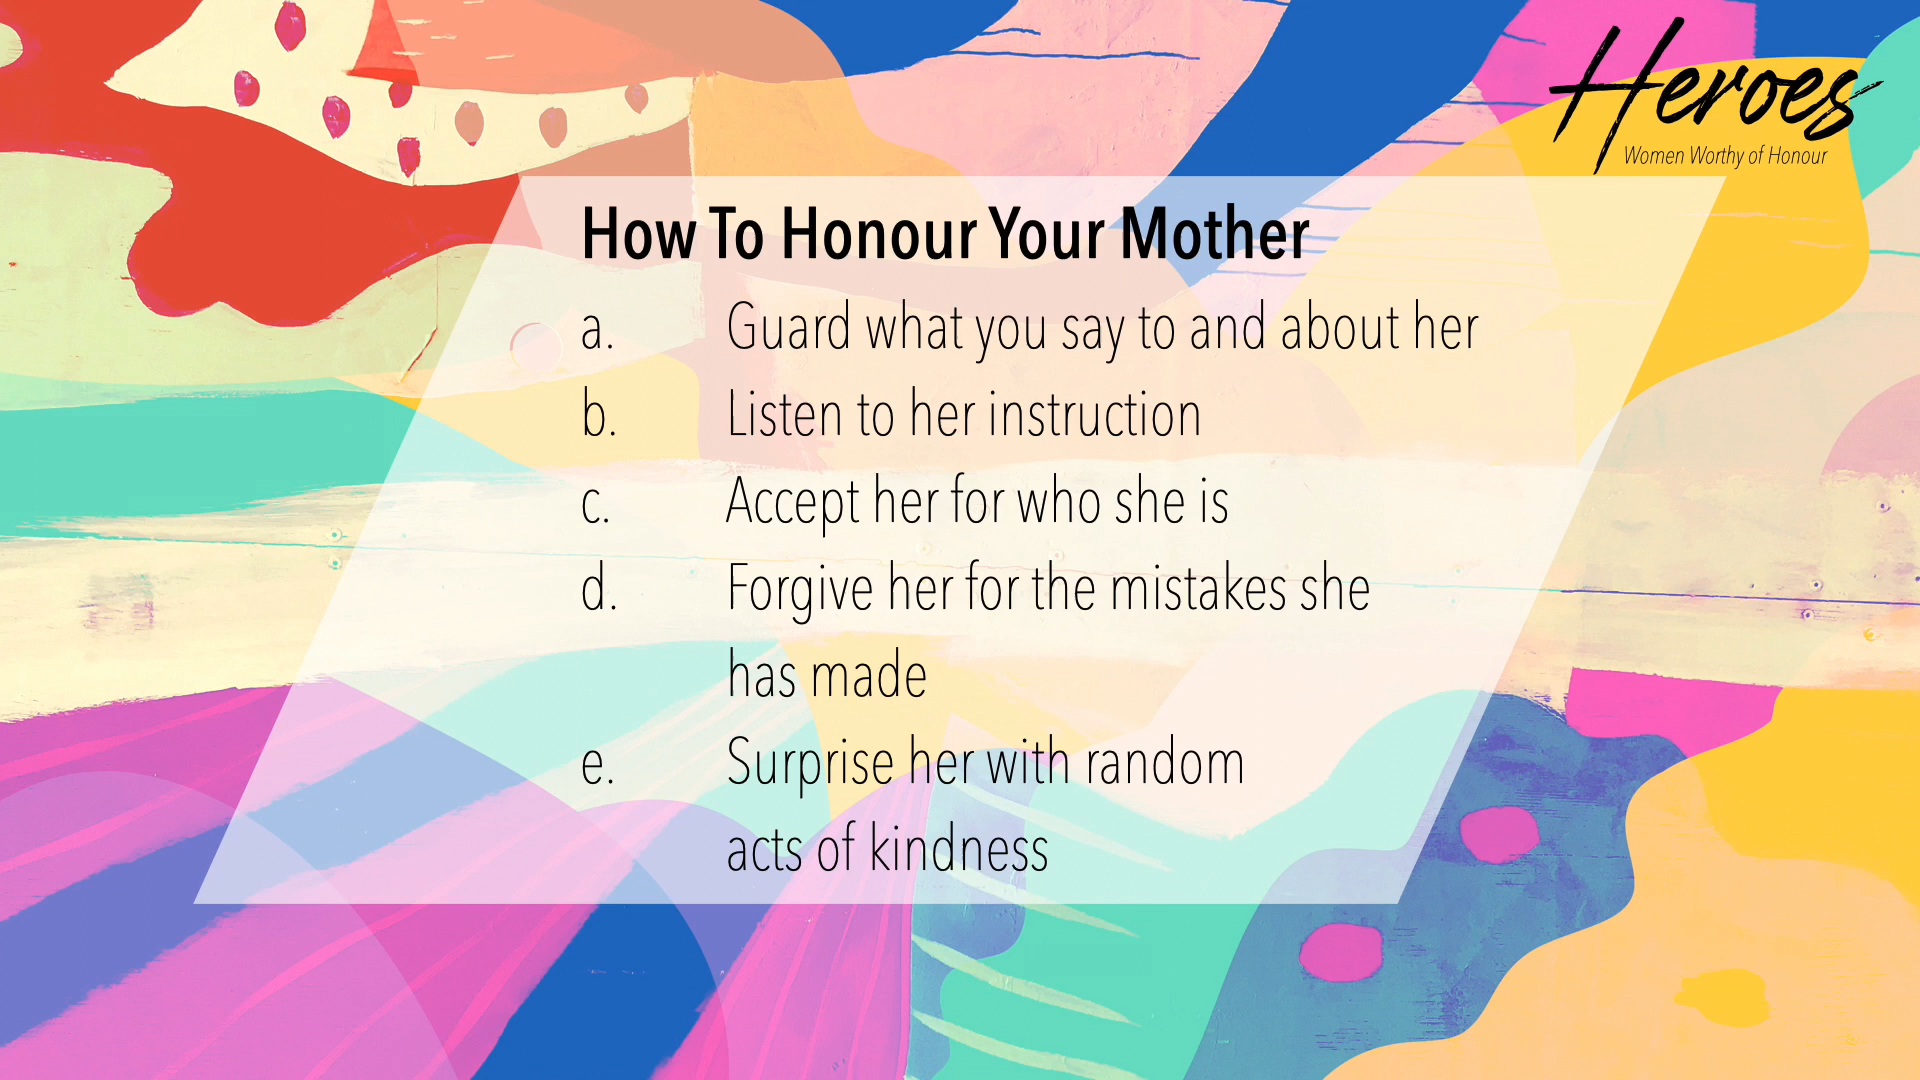 Heroes
Women Worthy of Honour
How To Honour Your Mother
a. Guard what you say to and about her
b. Listen to her instruction
c. Accept her for who she is
d. Forgive her for the mistakes she
has made
e. Surprise her with random
acts of kindness